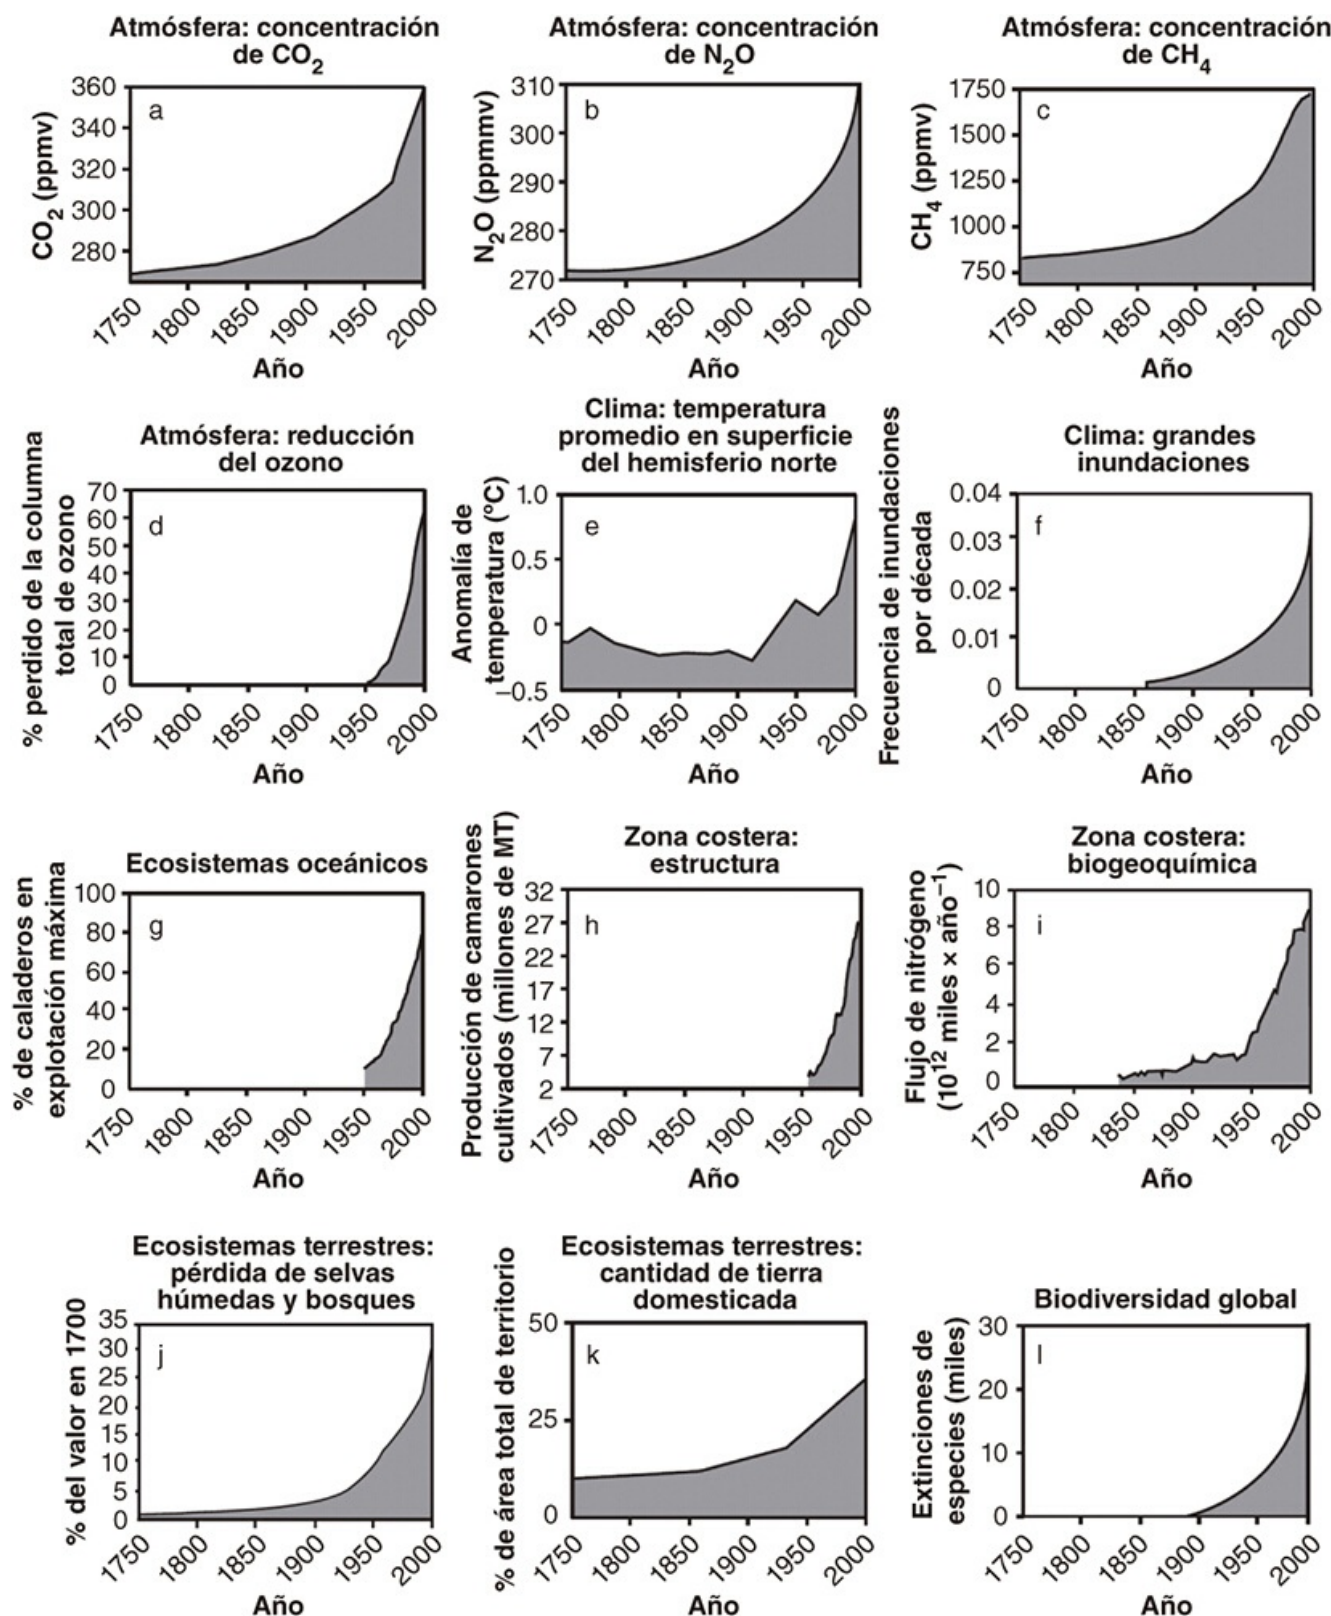 Atmósfera: concentración
de CO2
CO2 (ppmv)
360
340
320
300
280
a
1750
1800
1850
1900
1950
2000
Año
Atmósfera: concentración
de N2O
N2O (ppmmv)
310
300
290
280
270
b
1750
1800
1850
1900
1950
2000
Año
Atmósfera: concentración
de CH4
CH4 (ppmv)
1750
1500
1250
1000
750
c
1750
1800
1850
1900
1950
2000
Año
Atmósfera: reducción
del ozono
% perdido de la columna
total de ozono
70
60
50
40
30
20
10
0
d
1750
1800
1850
1900
1950
2000
Año
Clima: temperatura
promedio en superficie
del hemisferio norte
Anomalía de
temperatura (°C)
1.0
0.5
0
–0.5
e
1750
1800
1850
1900
1950
2000
Año
Clima: grandes
inundaciones
Frecuencia de inundaciones
por década
0.04
0.03
0.02
0.01
0
f
1750
1800
1850
1900
1950
2000
Año
Ecosistemas oceánicos
% de caladeros en
explotación máxima
100
80
60
40
20
0
g
1750
1800
1850
1900
1950
2000
Año
Zona costera:
estructura
Producción de camarones
cultivados (millones de MT)
32
27
22
17
12
7
2
h
1750
1800
1850
1900
1950
2000
Año
Zona costera:
biogeoquímica
Flujo de nitrógeno
(10¹² miles × año⁻¹)
10
8
6
4
2
0
i
1750
1800
1850
1900
1950
2000
Año
Ecosistemas terrestres:
pérdida de selvas
húmedas y bosques
% del valor en 1700
35
30
25
20
15
10
5
0
j
1750
1800
1850
1900
1950
2000
Año
Ecosistemas terrestres:
cantidad de tierra
domesticada
% de área total de territorio
50
25
0
k
1750
1800
1850
1900
1950
2000
Año
Biodiversidad global
Extinciones de
especies (miles)
30
20
10
0
l
1750
1800
1850
1900
1950
2000
Año